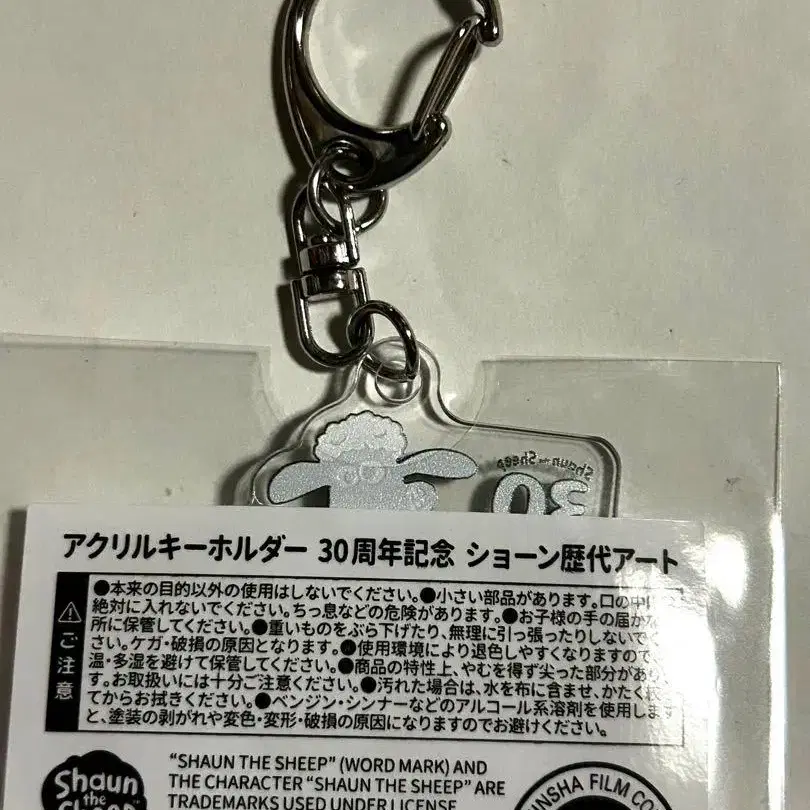 Shaun the Sheep
30
アクリルキーホルダー 30周年記念 ショーン歴代アート
ご注意
●本来の目的以外の使用はしないでください。●小さい部品があります。口の中に
絶対に入れないでください。ちっ息などの危険があります。●お子様の手の届かな
所に保管してください。●重いものをぶら下げたり、無理に引っ張ったりしないで
さい。ケガ・破損の原因となります。●使用環境により退色しやすくなりますので
温・多湿を避けて保管してください。●商品の特性上、やむを得ず尖った部分があ
す。お取扱いには十分ご注意ください。●汚れた場合は、水を布に含ませ、かたく
てからお拭きください。●ベンジン・シンナーなどのアルコール系溶剤を使用しま
と、塗装の剥がれや変色・変形・破損の原因になりますのでお避けください。
Shaun
the
Sheep
“SHAUN THE SHEEP” (WORD MARK) AND
THE CHARACTER “SHAUN THE SHEEP” ARE
TRADEMARKS USED UNDER LICENSE
NSHA FILM CO